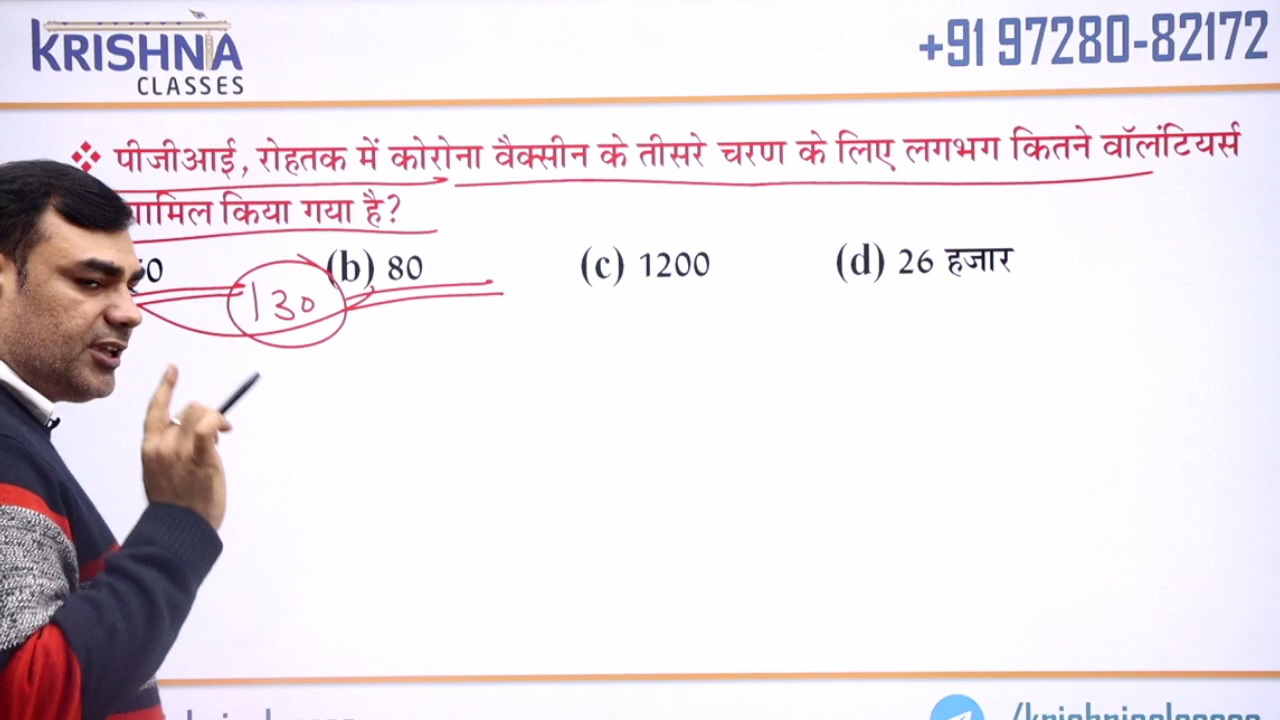 KRISHNA
CLASSES
+91 97280-82172
❖ पीजीआई, रोहतक में कोरोना वैक्सीन के तीसरे चरण के लिए लगभग कितने वॉलंटियर्स
किया गया है?
(b) 80 (c) 1200 (d) 26 हजार
130